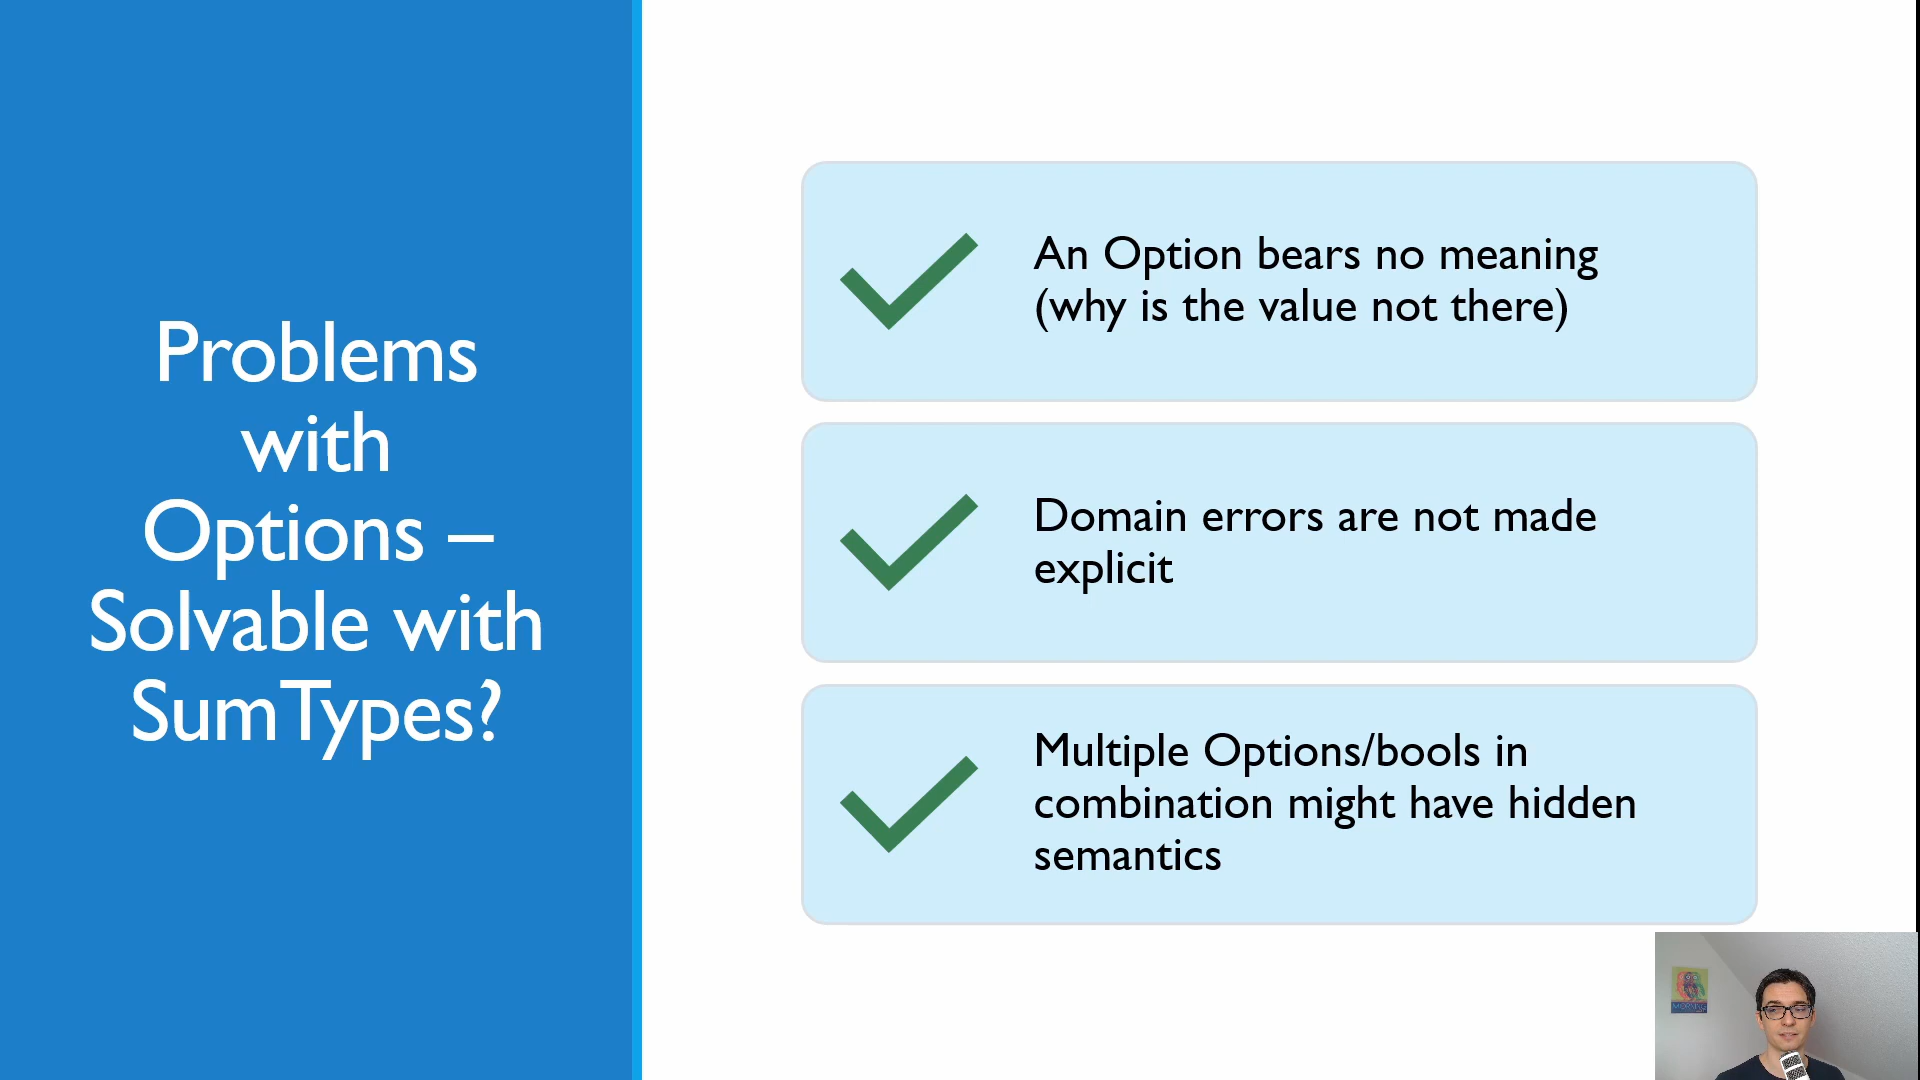 Problems
with
Options –
Solvable with
SumTypes?
An Option bears no meaning
(why is the value not there)
Domain errors are not made
explicit
Multiple Options/bools in
combination might have hidden
semantics